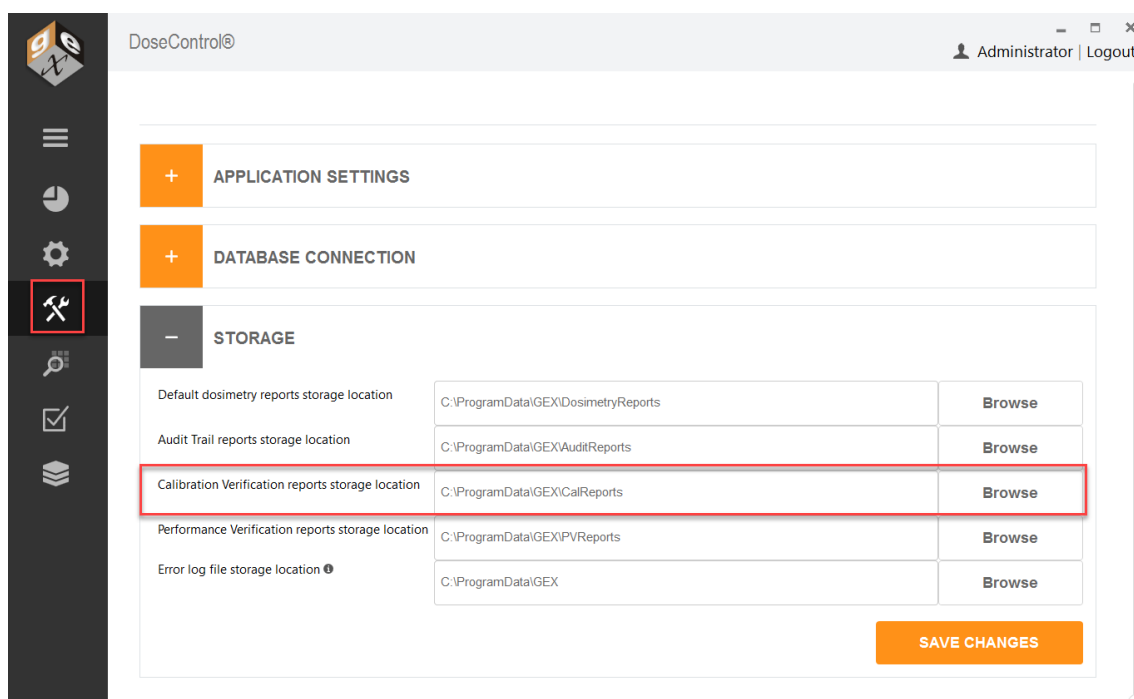 gex
DoseControl®
Administrator | Logout
+ APPLICATION SETTINGS
+ DATABASE CONNECTION
− STORAGE
Default dosimetry reports storage location C:\ProgramData\GEX\DosimetryReports Browse
Audit Trail reports storage location C:\ProgramData\GEX\AuditReports Browse
Calibration Verification reports storage location C:\ProgramData\GEX\CalReports Browse
Performance Verification reports storage location C:\ProgramData\GEX\PVReports Browse
Error log file storage location C:\ProgramData\GEX Browse
SAVE CHANGES